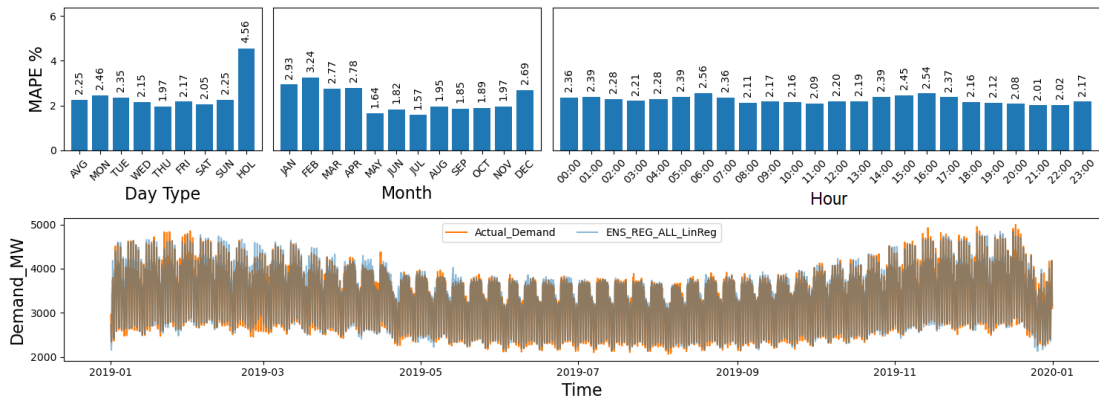 MAPE %
6
4
2
0
2.25 2.46 2.35 2.15 1.97 2.17 2.05 2.25 4.56
AVG MON TUE WED THU FRI SAT SUN HOL
Day Type
2.93 3.24 2.77 2.78 1.64 1.82 1.57 1.95 1.85 1.89 1.97 2.69
JAN FEB MAR APR MAY JUN JUL AUG SEP OCT NOV DEC
Month
2.36 2.39 2.28 2.21 2.28 2.39 2.56 2.36 2.11 2.17 2.16 2.09 2.20 2.19 2.39 2.45 2.54 2.37 2.16 2.12 2.08 2.01 2.02 2.17
00:00 01:00 02:00 03:00 04:00 05:00 06:00 07:00 08:00 09:00 10:00 11:00 12:00 13:00 14:00 15:00 16:00 17:00 18:00 19:00 20:00 21:00 22:00 23:00
Hour
Demand_MW
5000
4000
3000
2000
Actual_Demand ENS_REG_ALL_LinReg
2019-01 2019-03 2019-05 2019-07 2019-09 2019-11 2020-01
Time